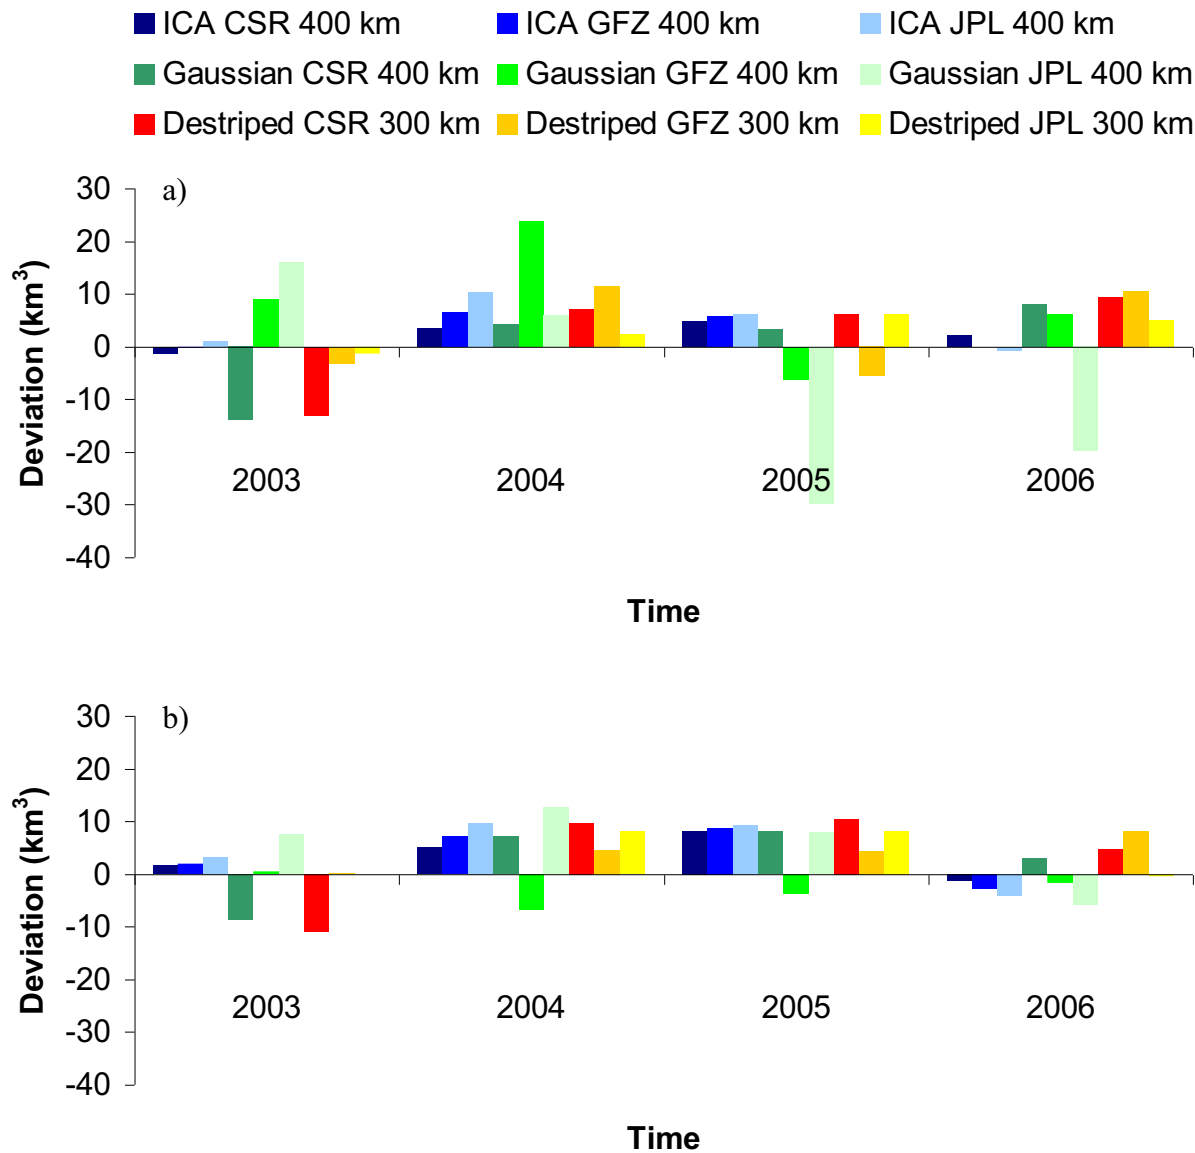 ICA CSR 400 km ICA GFZ 400 km ICA JPL 400 km
Gaussian CSR 400 km Gaussian GFZ 400 km Gaussian JPL 400 km
Destriped CSR 300 km Destriped GFZ 300 km Destriped JPL 300 km
a)
Deviation (km³)
30
20
10
0
-10
-20
-30
-40
2003 2004 2005 2006
Time
b)
Deviation (km³)
30
20
10
0
-10
-20
-30
-40
2003 2004 2005 2006
Time